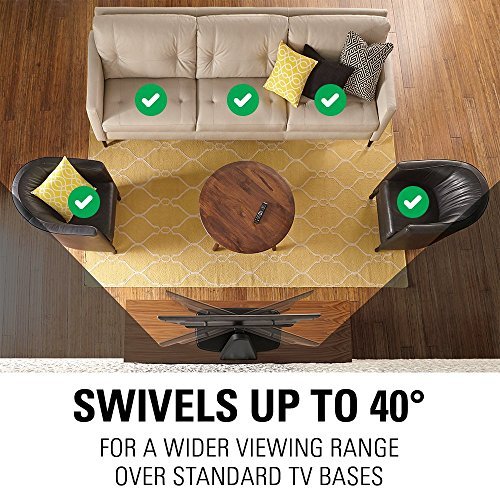 SWIVELS UP TO 40°
FOR A WIDER VIEWING RANGE
OVER STANDARD TV BASES